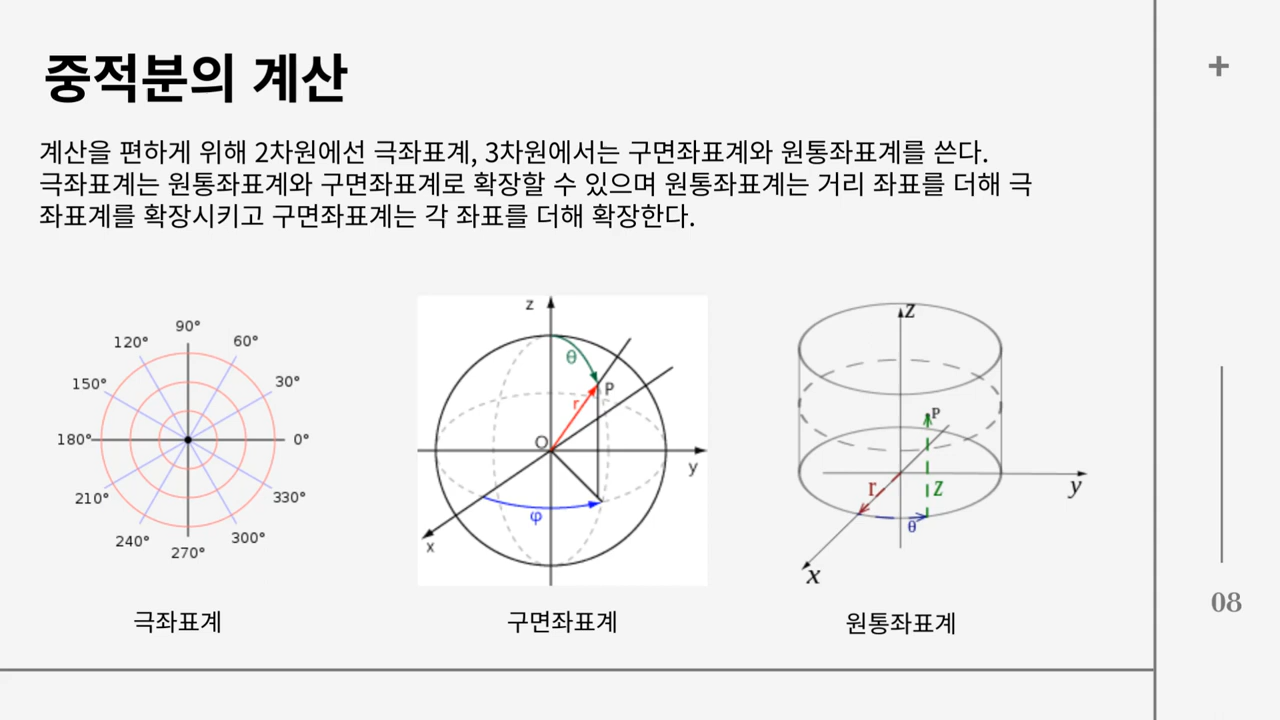 중적분의 계산
+
계산을 편하게 위해 2차원에선 극좌표계, 3차원에서는 구면좌표계와 원통좌표계를 쓴다.
극좌표계는 원통좌표계와 구면좌표계로 확장할 수 있으며 원통좌표계는 거리 좌표를 더해 극
좌표계를 확장시키고 구면좌표계는 각 좌표를 더해 확장한다.
90°
120° 60°
150° 30°
180° 0°
210° 330°
240° 300°
270°
z
θ
P
r
O
y
φ
x
z
P
r
z
y
θ
x
08
극좌표계
구면좌표계
원통좌표계